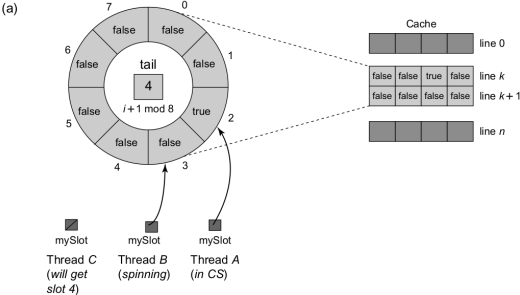 (a)
7
0
Cache
false
false
line 0
6
1
false
tail
false
4
false
false
true
false
line k
i+1 mod 8
false
false
false
false
line k+1
false
true
5
2
false
false
line n
4
3
mySlot
mySlot
mySlot
Thread C
Thread B
Thread A
(will get
(spinning)
(in CS)
slot 4)